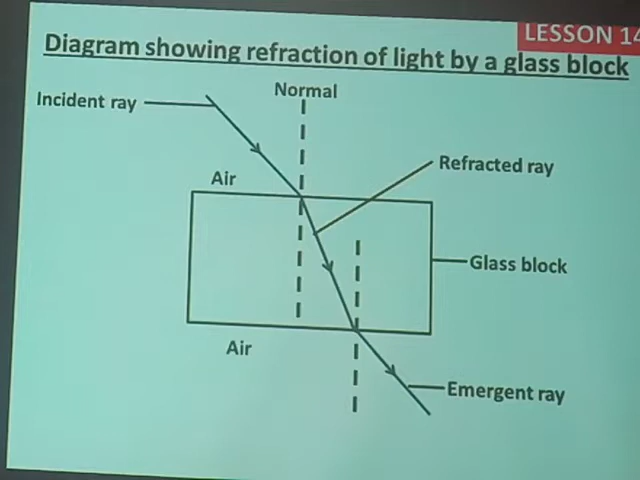 LESSON 14
Diagram showing refraction of light by a glass block
Normal
Incident ray
Refracted ray
Air
Glass block
Air
Emergent ray